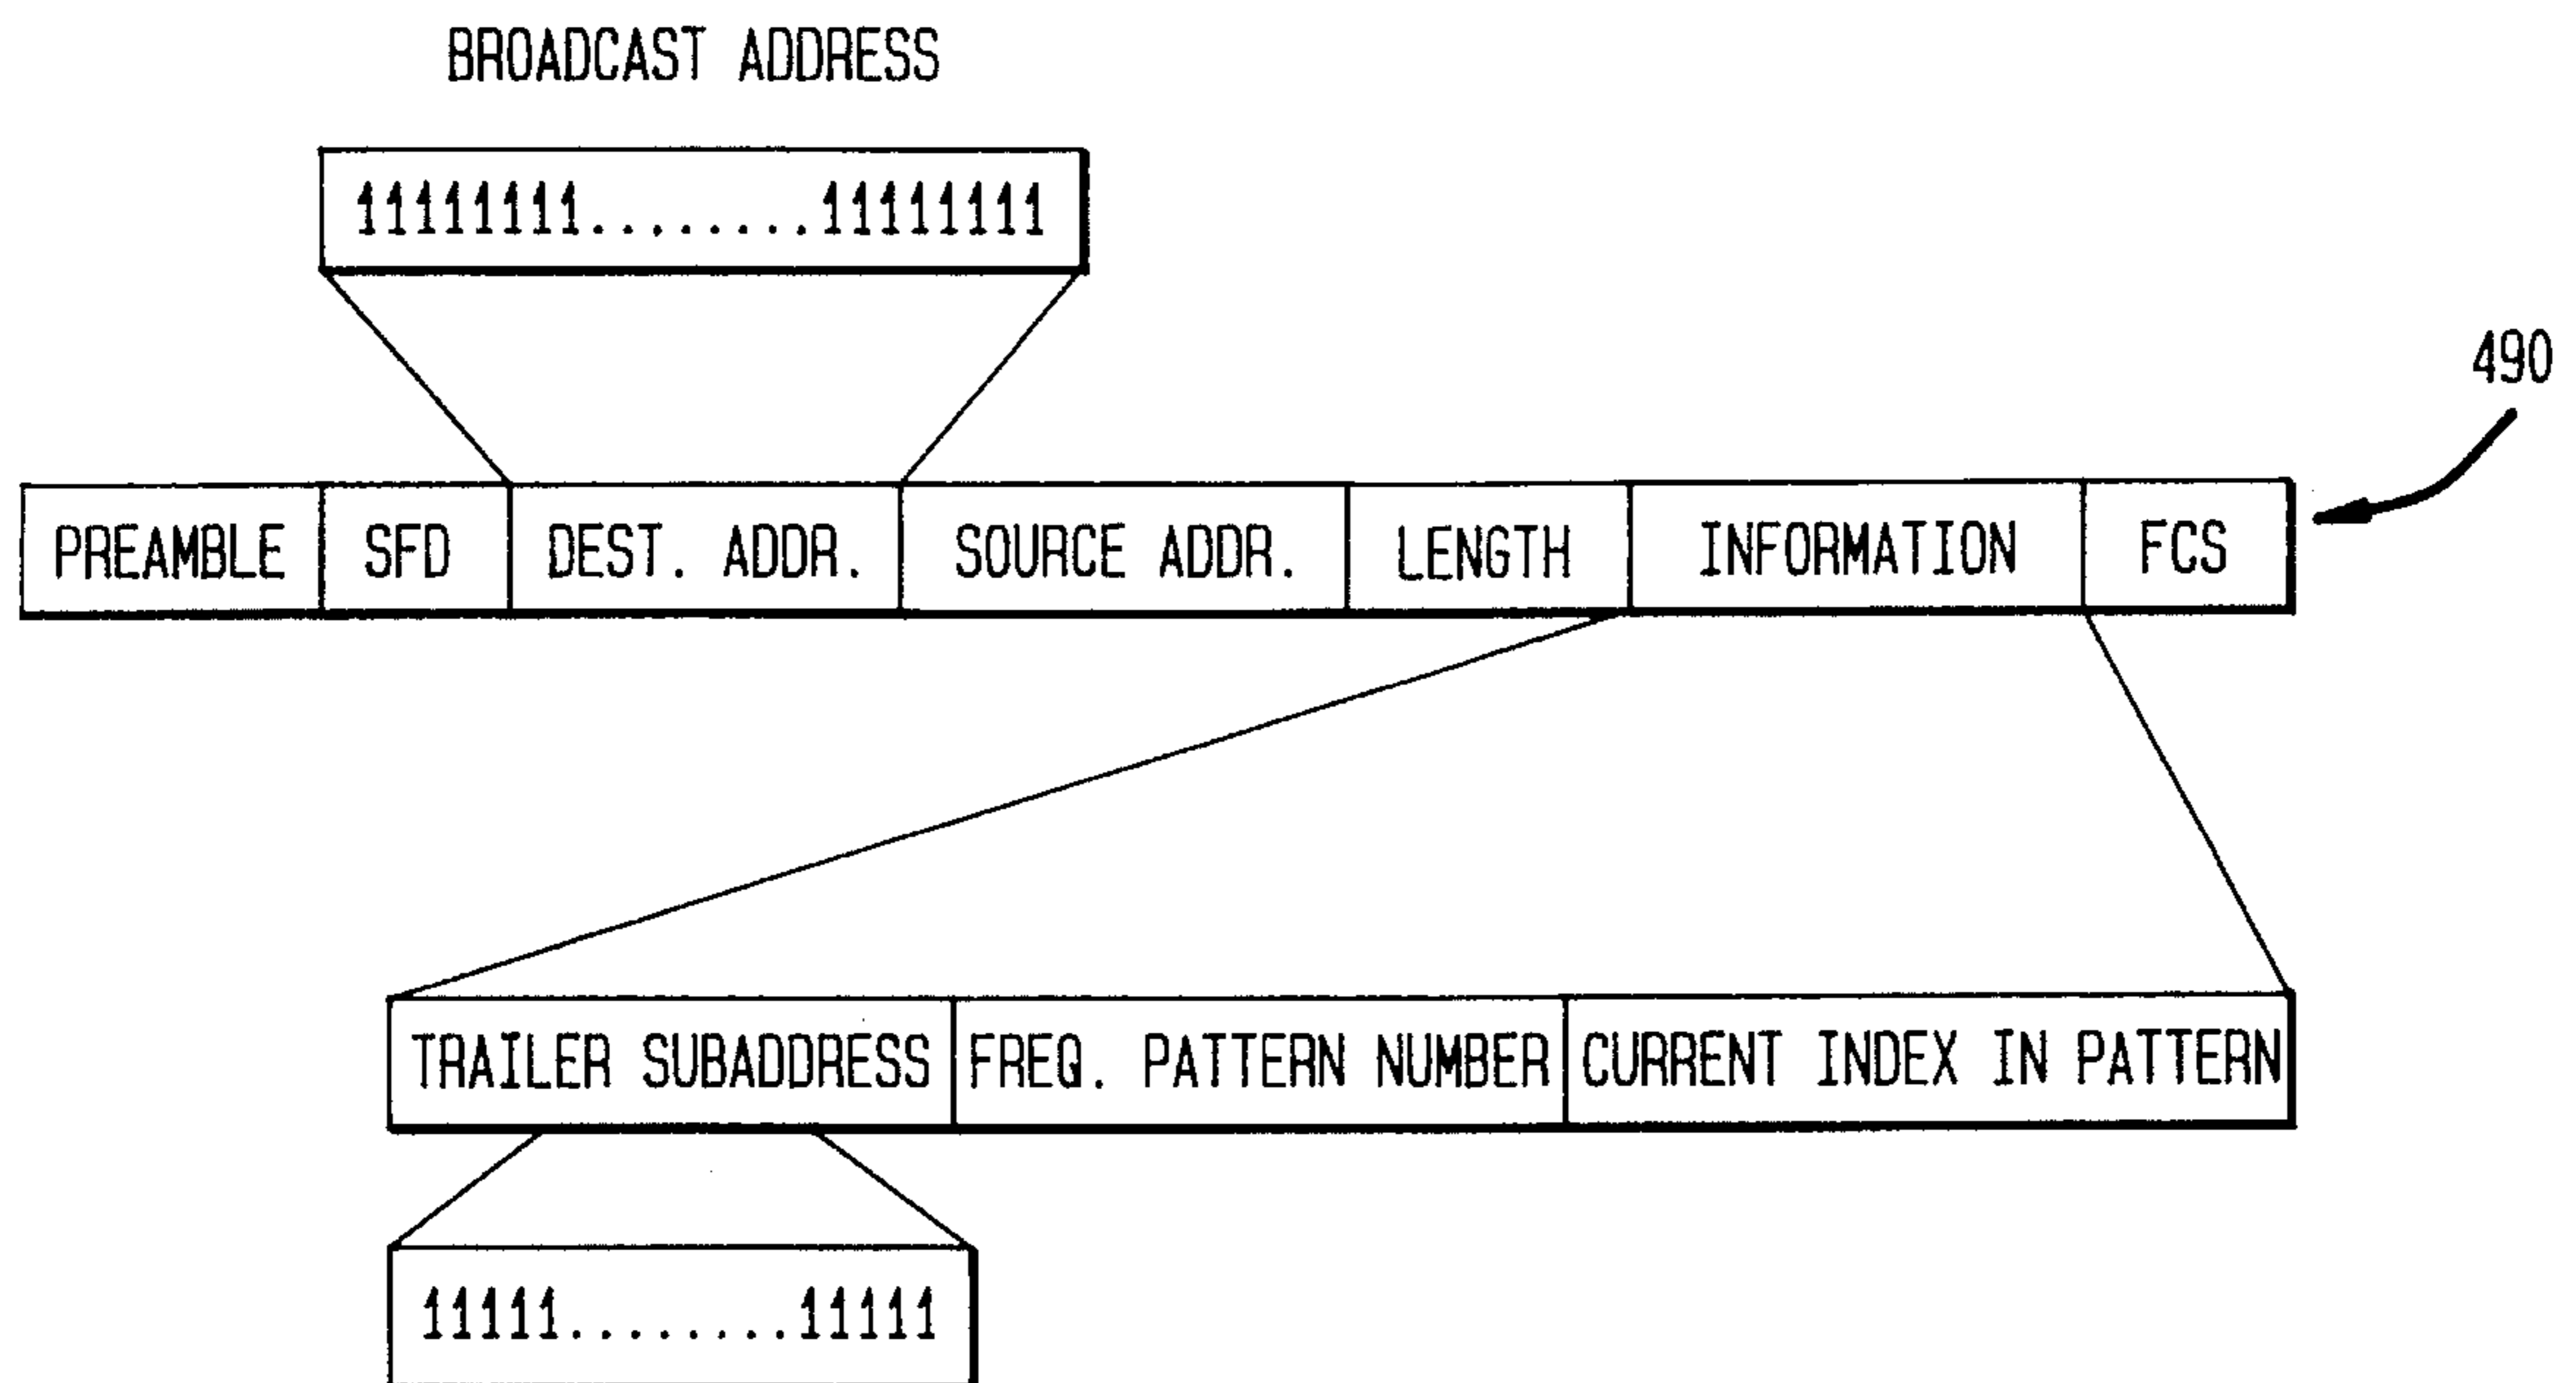 BROADCAST ADDRESS
11111111........11111111
490
PREAMBLE SFD DEST. ADDR. SOURCE ADDR. LENGTH INFORMATION FCS
TRAILER SUBADDRESS FREQ. PATTERN NUMBER CURRENT INDEX IN PATTERN
11111........11111